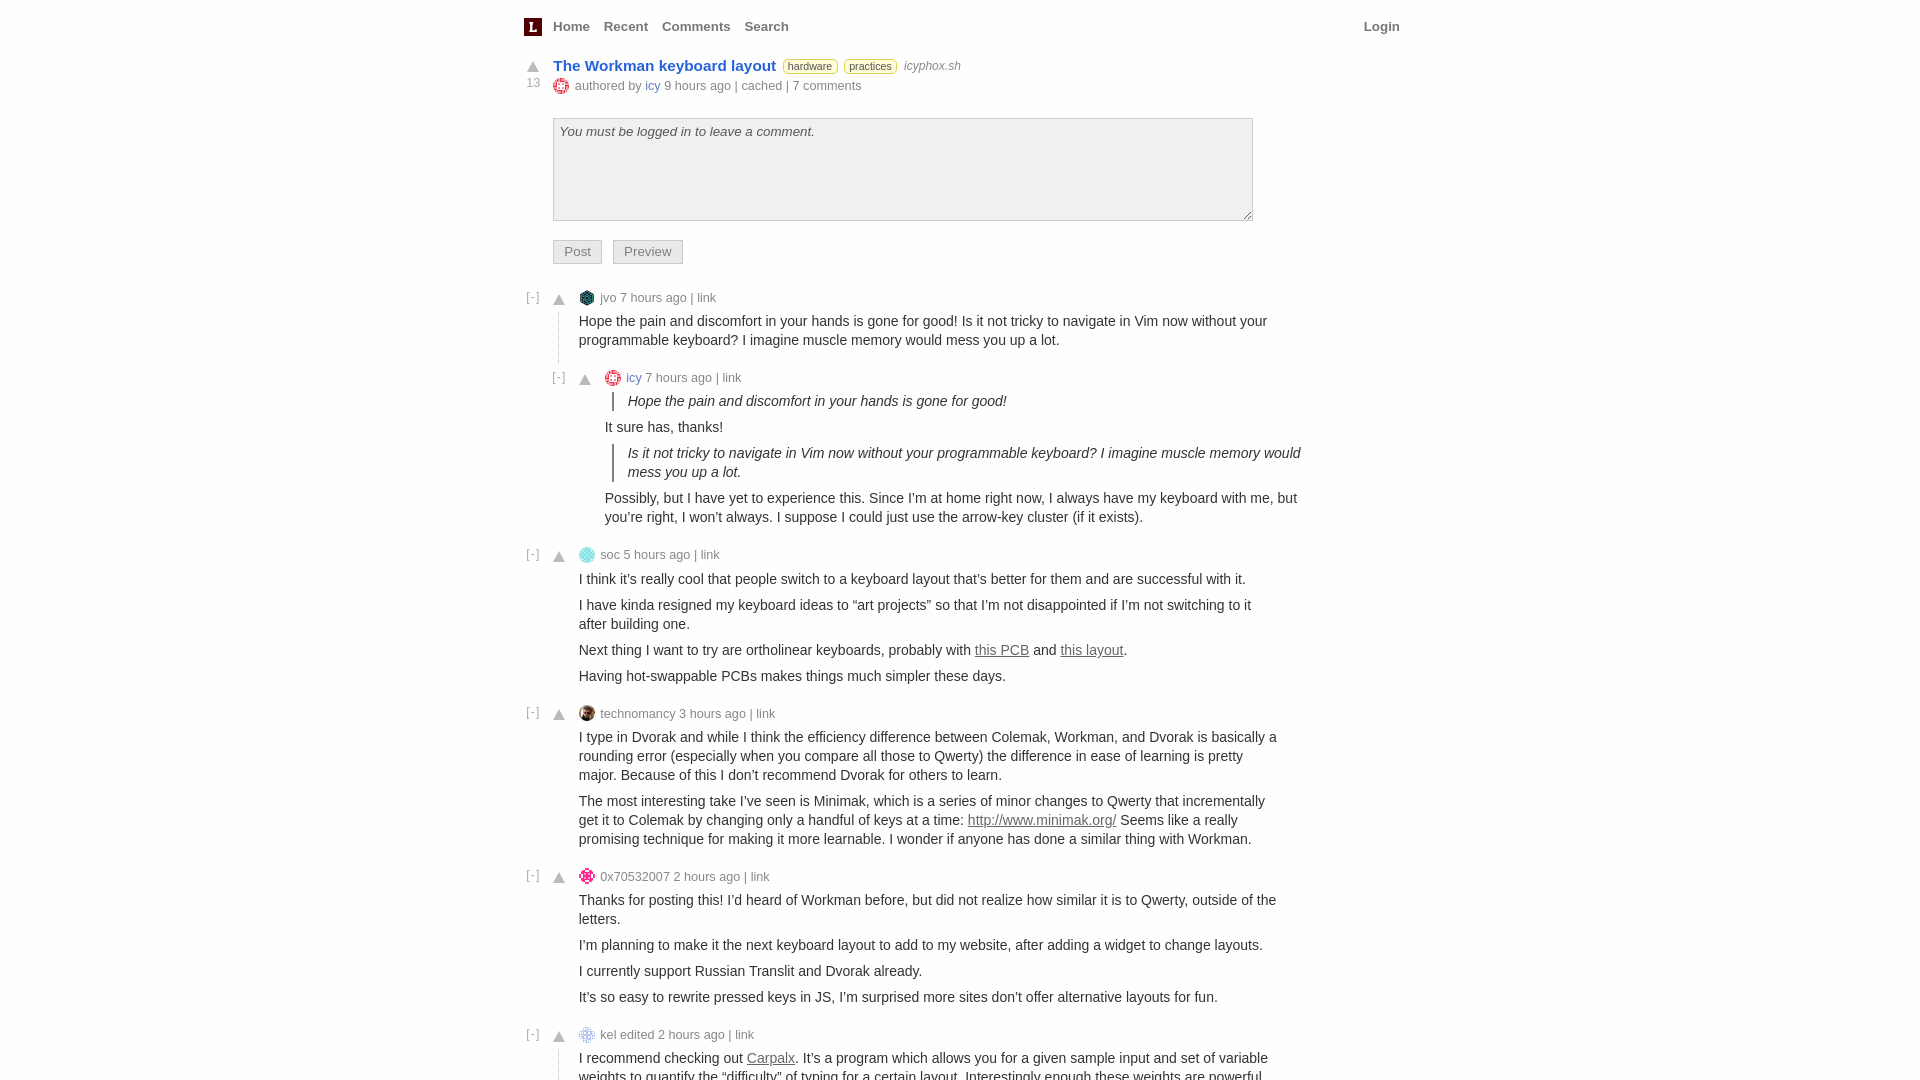 L Home Recent Comments Search Login
The Workman keyboard layout hardware practices icyphox.sh
13 authored by icy 9 hours ago | cached | 7 comments
You must be logged in to leave a comment.
Post Preview
[-] jvo 7 hours ago | link
Hope the pain and discomfort in your hands is gone for good! Is it not tricky to navigate in Vim now without your
programmable keyboard? I imagine muscle memory would mess you up a lot.
[-] icy 7 hours ago | link
Hope the pain and discomfort in your hands is gone for good!
It sure has, thanks!
Is it not tricky to navigate in Vim now without your programmable keyboard? I imagine muscle memory would
mess you up a lot.
Possibly, but I have yet to experience this. Since I’m at home right now, I always have my keyboard with me, but
you’re right, I won’t always. I suppose I could just use the arrow-key cluster (if it exists).
[-] soc 5 hours ago | link
I think it’s really cool that people switch to a keyboard layout that’s better for them and are successful with it.
I have kinda resigned my keyboard ideas to “art projects” so that I’m not disappointed if I’m not switching to it
after building one.
Next thing I want to try are ortholinear keyboards, probably with this PCB and this layout.
Having hot-swappable PCBs makes things much simpler these days.
[-] technomancy 3 hours ago | link
I type in Dvorak and while I think the efficiency difference between Colemak, Workman, and Dvorak is basically a
rounding error (especially when you compare all those to Qwerty) the difference in ease of learning is pretty
major. Because of this I don’t recommend Dvorak for others to learn.
The most interesting take I’ve seen is Minimak, which is a series of minor changes to Qwerty that incrementally
get it to Colemak by changing only a handful of keys at a time: http://www.minimak.org/ Seems like a really
promising technique for making it more learnable. I wonder if anyone has done a similar thing with Workman.
[-] 0x70532007 2 hours ago | link
Thanks for posting this! I’d heard of Workman before, but did not realize how similar it is to Qwerty, outside of the
letters.
I’m planning to make it the next keyboard layout to add to my website, after adding a widget to change layouts.
I currently support Russian Translit and Dvorak already.
It’s so easy to rewrite pressed keys in JS, I’m surprised more sites don’t offer alternative layouts for fun.
[-] kel edited 2 hours ago | link
I recommend checking out Carpalx. It’s a program which allows you for a given sample input and set of variable
weights to quantify the “difficulty” of typing for a certain layout. Interestingly enough these weights are powerful